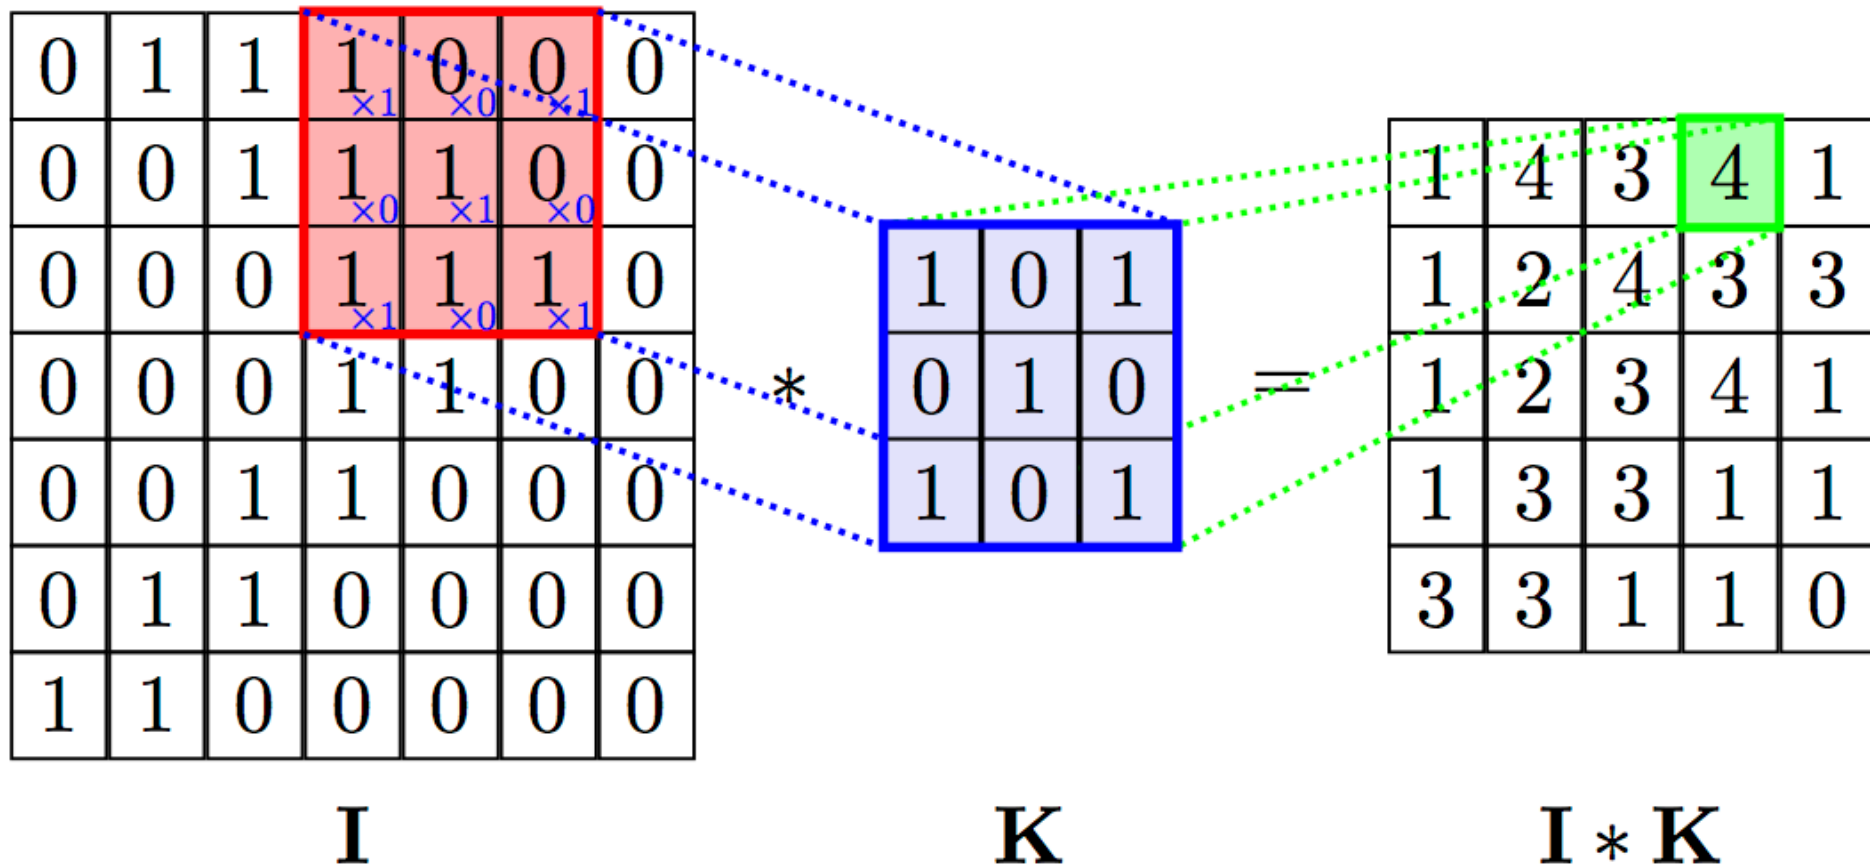 0 1 1 1×1 0×0 0×1 0
0 0 1 1×0 1×1 0×0 0
0 0 0 1×1 1×0 1×1 0
0 0 0 1 1 0 0
0 0 1 1 0 0 0
0 1 1 0 0 0 0
1 1 0 0 0 0 0
I
*
1 0 1
0 1 0
1 0 1
K
=
1 4 3 4 1
1 2 4 3 3
1 2 3 4 1
1 3 3 1 1
3 3 1 1 0
I * K